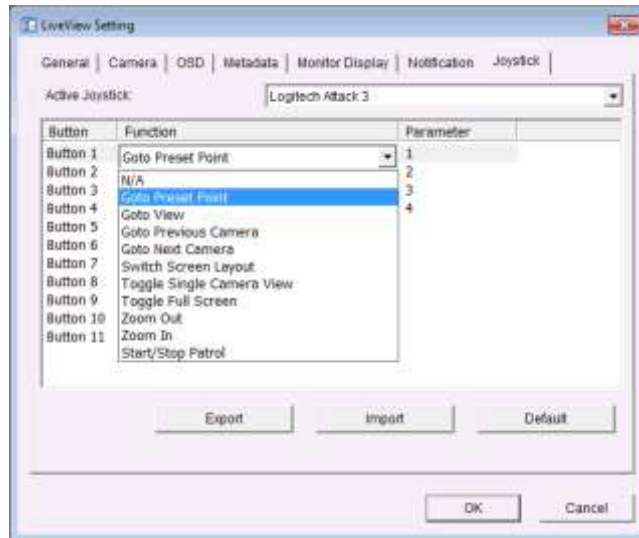 LiveView Setting
General Camera OSD Metadata Monitor Display Notification Joystick
Active Joystick: Logitech Attack 3
Button Function Parameter
Button 1 Goto Preset Point 1
Button 2 2
N/A
Button 3 Goto Preset Point 3
Button 4 Goto View 4
Button 5 Goto Previous Camera
Button 6 Goto Next Camera
Button 7 Switch Screen Layout
Button 8 Toggle Single Camera View
Button 9 Toggle Full Screen
Button 10 Zoom Out
Button 11 Zoom In
Start/Stop Patrol
Export Import Default
OK Cancel